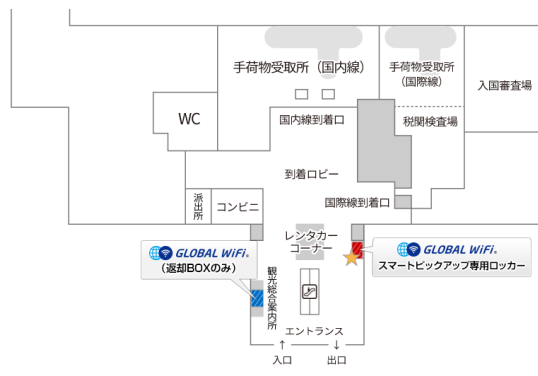 手荷物受取所（国内線）
手荷物受取所
（国際線）
入国審査場
WC
国内線到着口
税関検査場
到着ロビー
派出所
コンビニ
国際線到着口
レンタカー
コーナー
GLOBAL WiFi®
（返却BOXのみ）
GLOBAL WiFi®
スマートピックアップ専用ロッカー
観光総合案内所
エントランス
↑ ↓
入口 出口